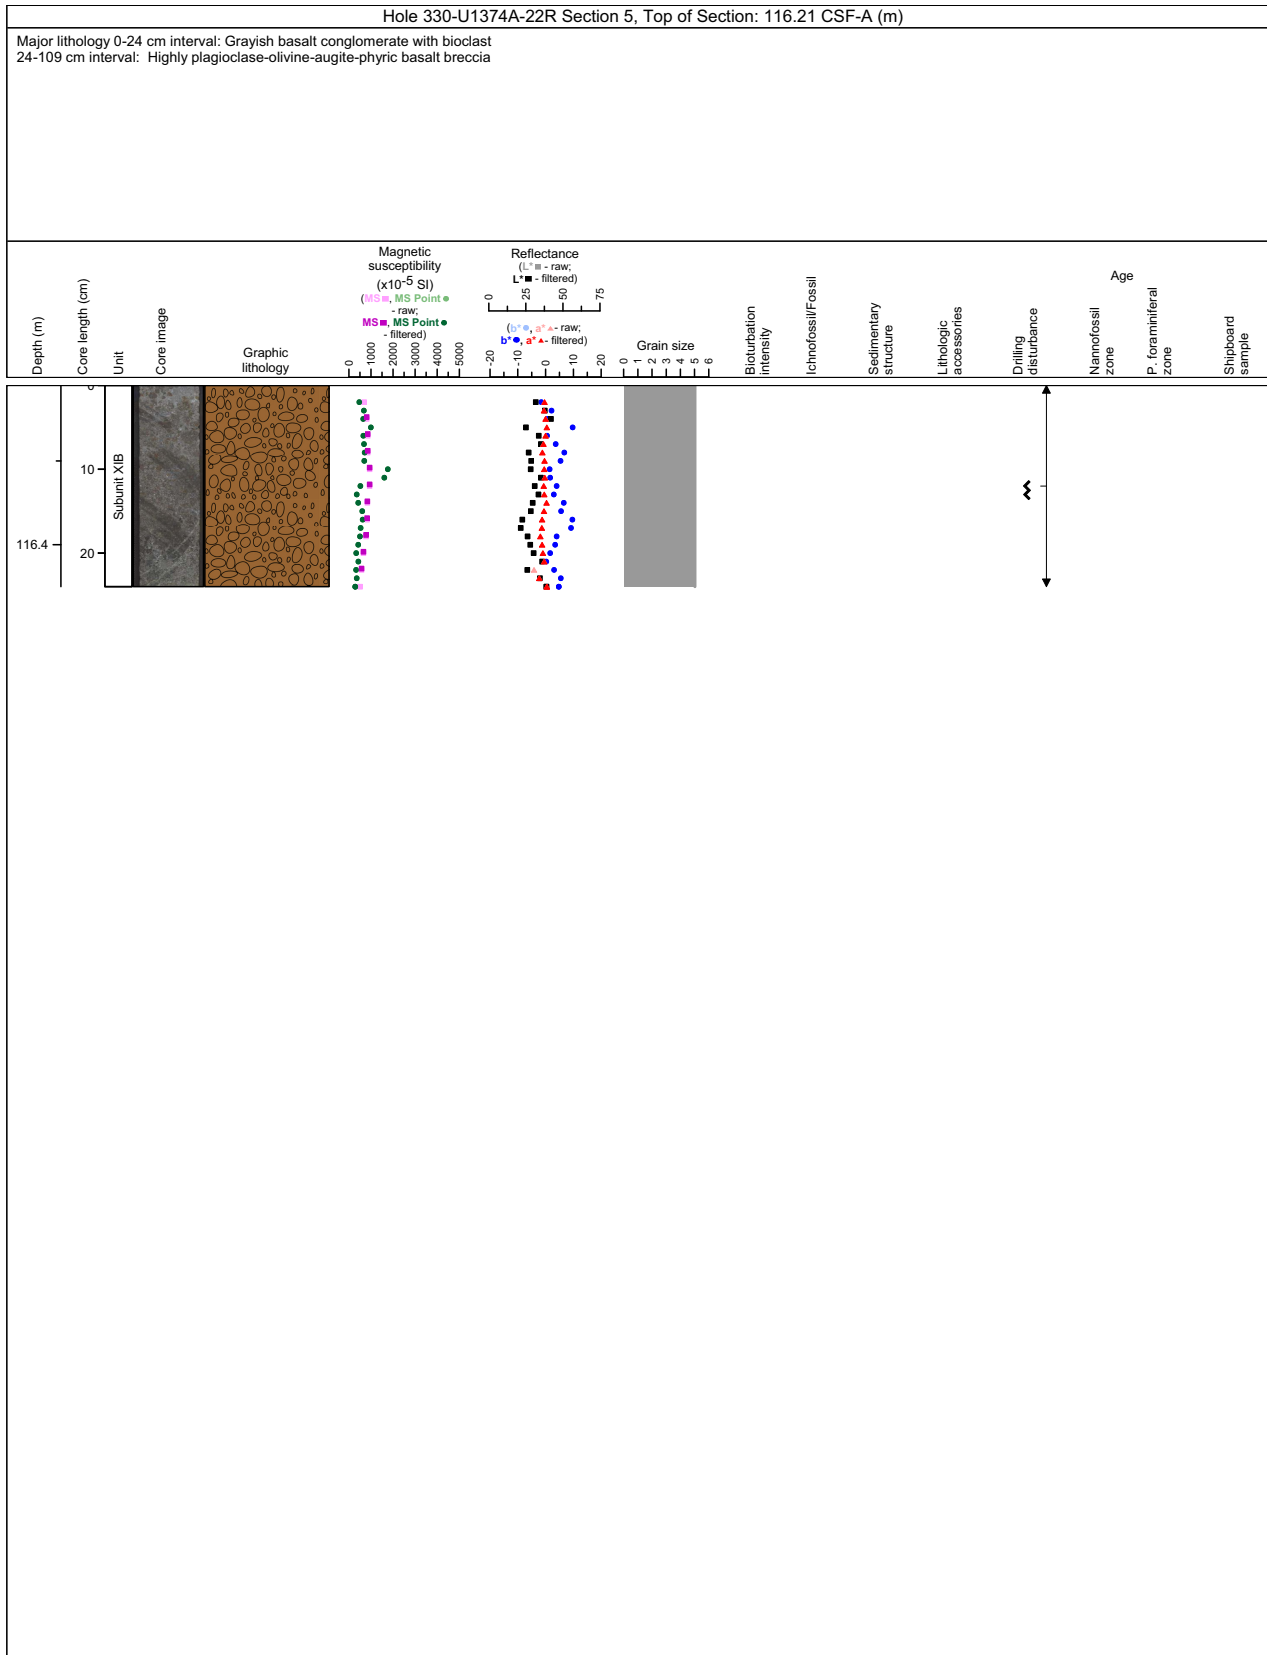 Hole 330-U1374A-22R Section 5, Top of Section: 116.21 CSF-A (m)
Major lithology 0-24 cm interval: Grayish basalt conglomerate with bioclast
24-109 cm interval: Highly plagioclase-olivine-augite-phyric basalt breccia
Depth (m)
Core length (cm)
Unit
Core image
Graphic
lithology
Magnetic
susceptibility
(x10-5 SI)
(MS■, MS Point●
- raw;
MS■, MS Point●
- filtered)
0 1000 2000 3000 4000 5000
Reflectance
(L*■ - raw;
L*■ - filtered)
0 25 50 75
(b*●, a*▲- raw;
b*●, a*▲- filtered)
-20 -10 0 10 20
Grain size
0 1 2 3 4 5 6
Bioturbation
intensity
Ichnofossil/Fossil
Sedimentary
structure
Lithologic
accessories
Drilling
disturbance
Age
Nannofossil
zone
P. foraminiferal
zone
Shipboard
sample
0
10
20
116.4
Subunit XIB